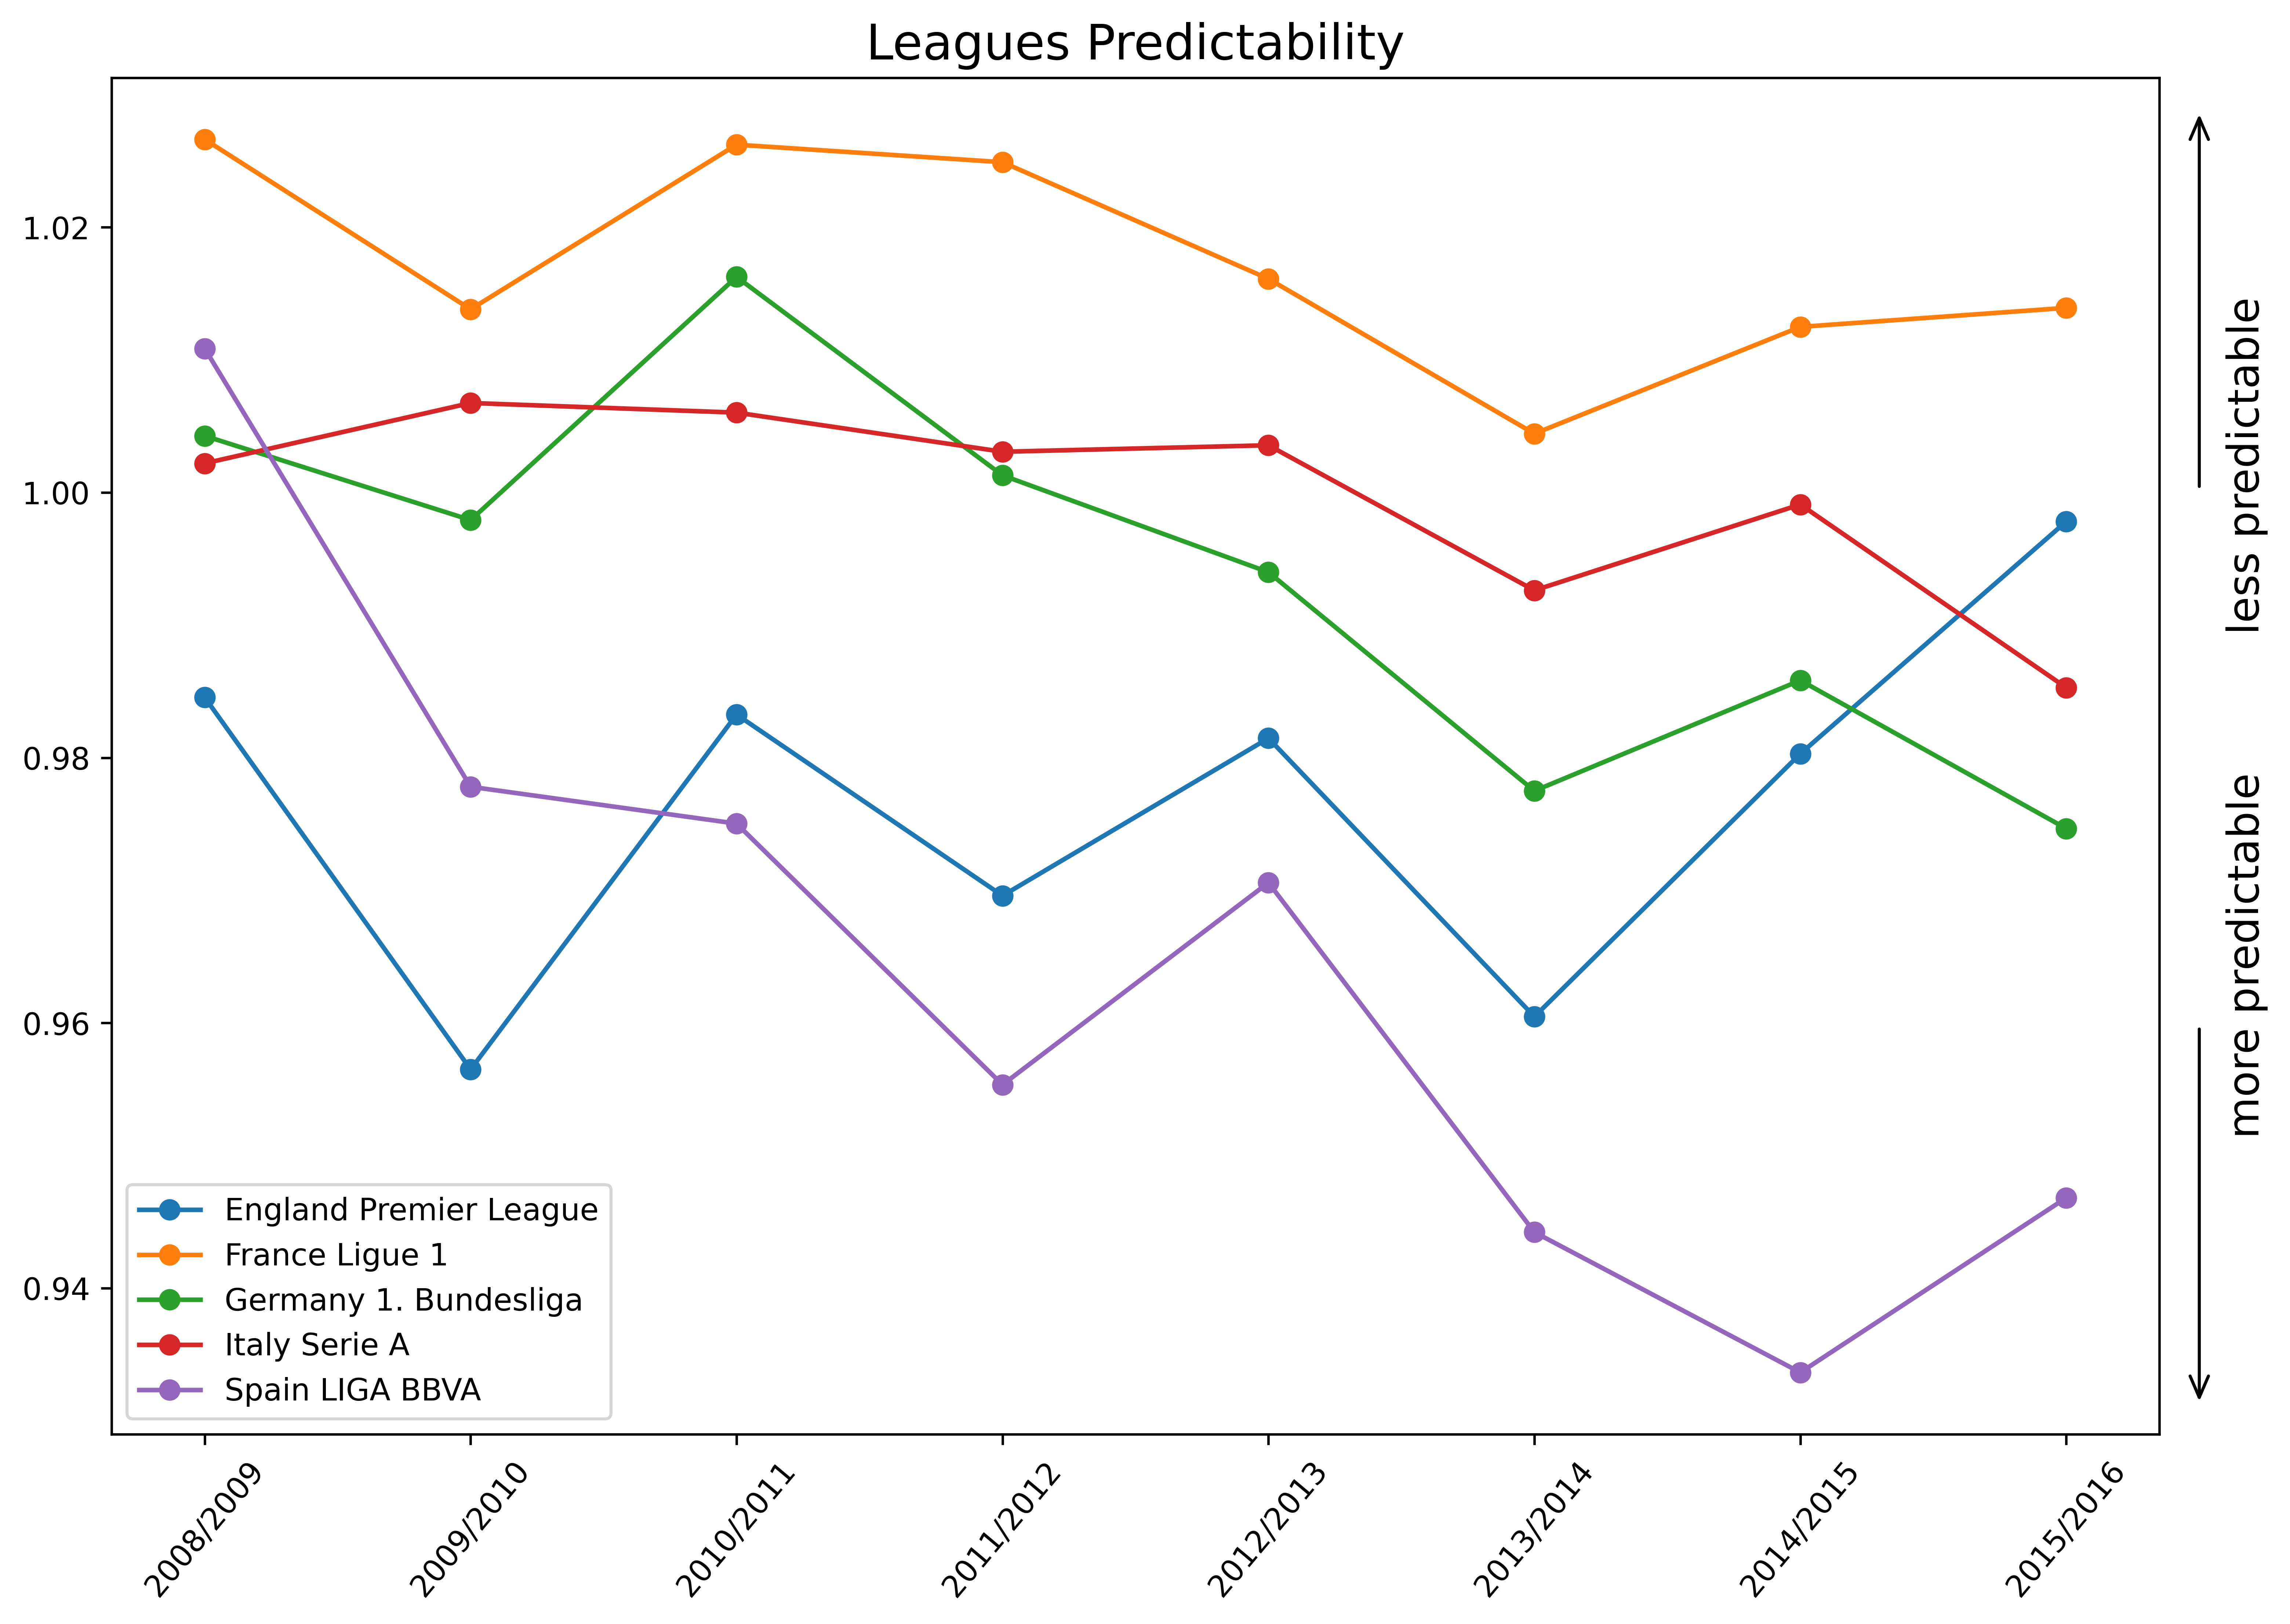 Leagues Predictability
1.02
1.00
0.98
0.96
0.94
less predictable
more predictable
England Premier League
France Ligue 1
Germany 1. Bundesliga
Italy Serie A
Spain LIGA BBVA
2008/2009
2009/2010
2010/2011
2011/2012
2012/2013
2013/2014
2014/2015
2015/2016